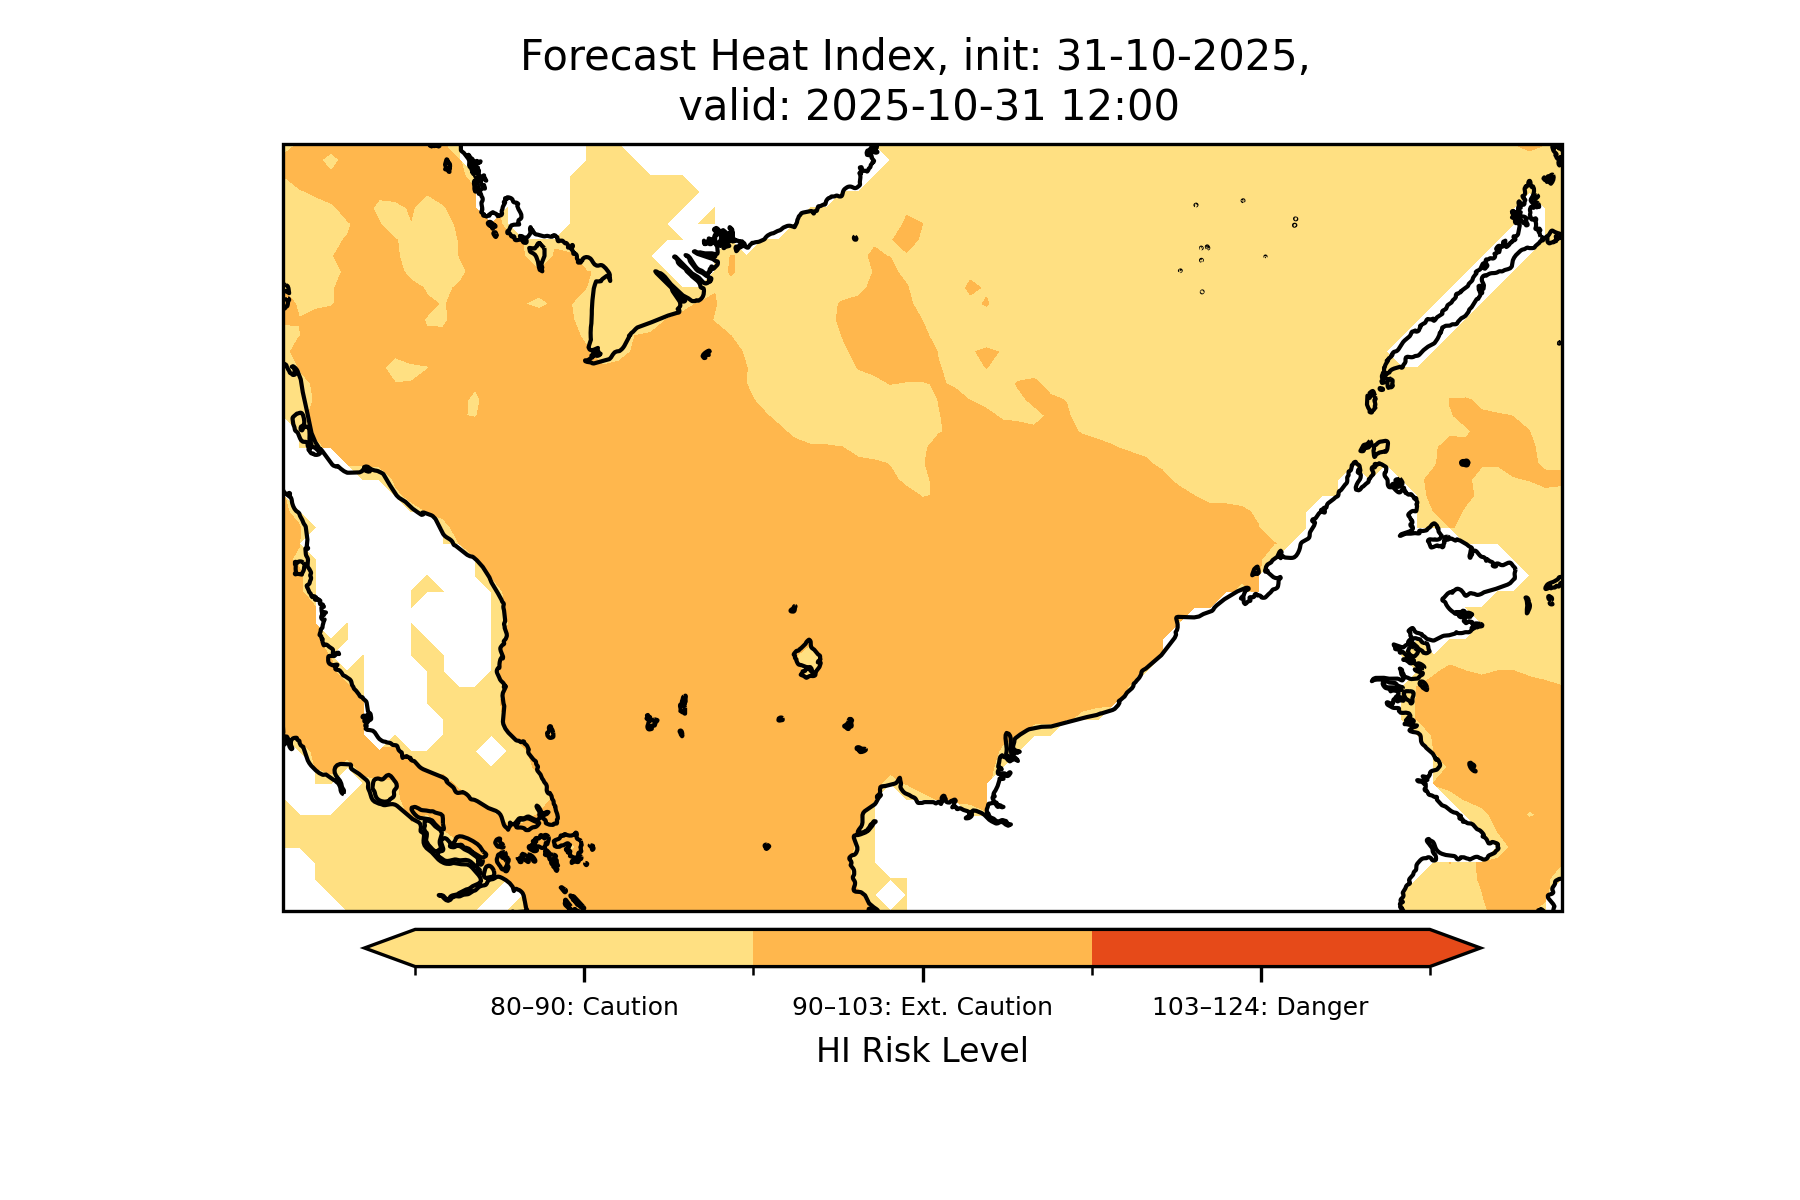 Forecast Heat Index, init: 31-10-2025,
valid: 2025-10-31 12:00
80–90: Caution
90–103: Ext. Caution
103–124: Danger
HI Risk Level